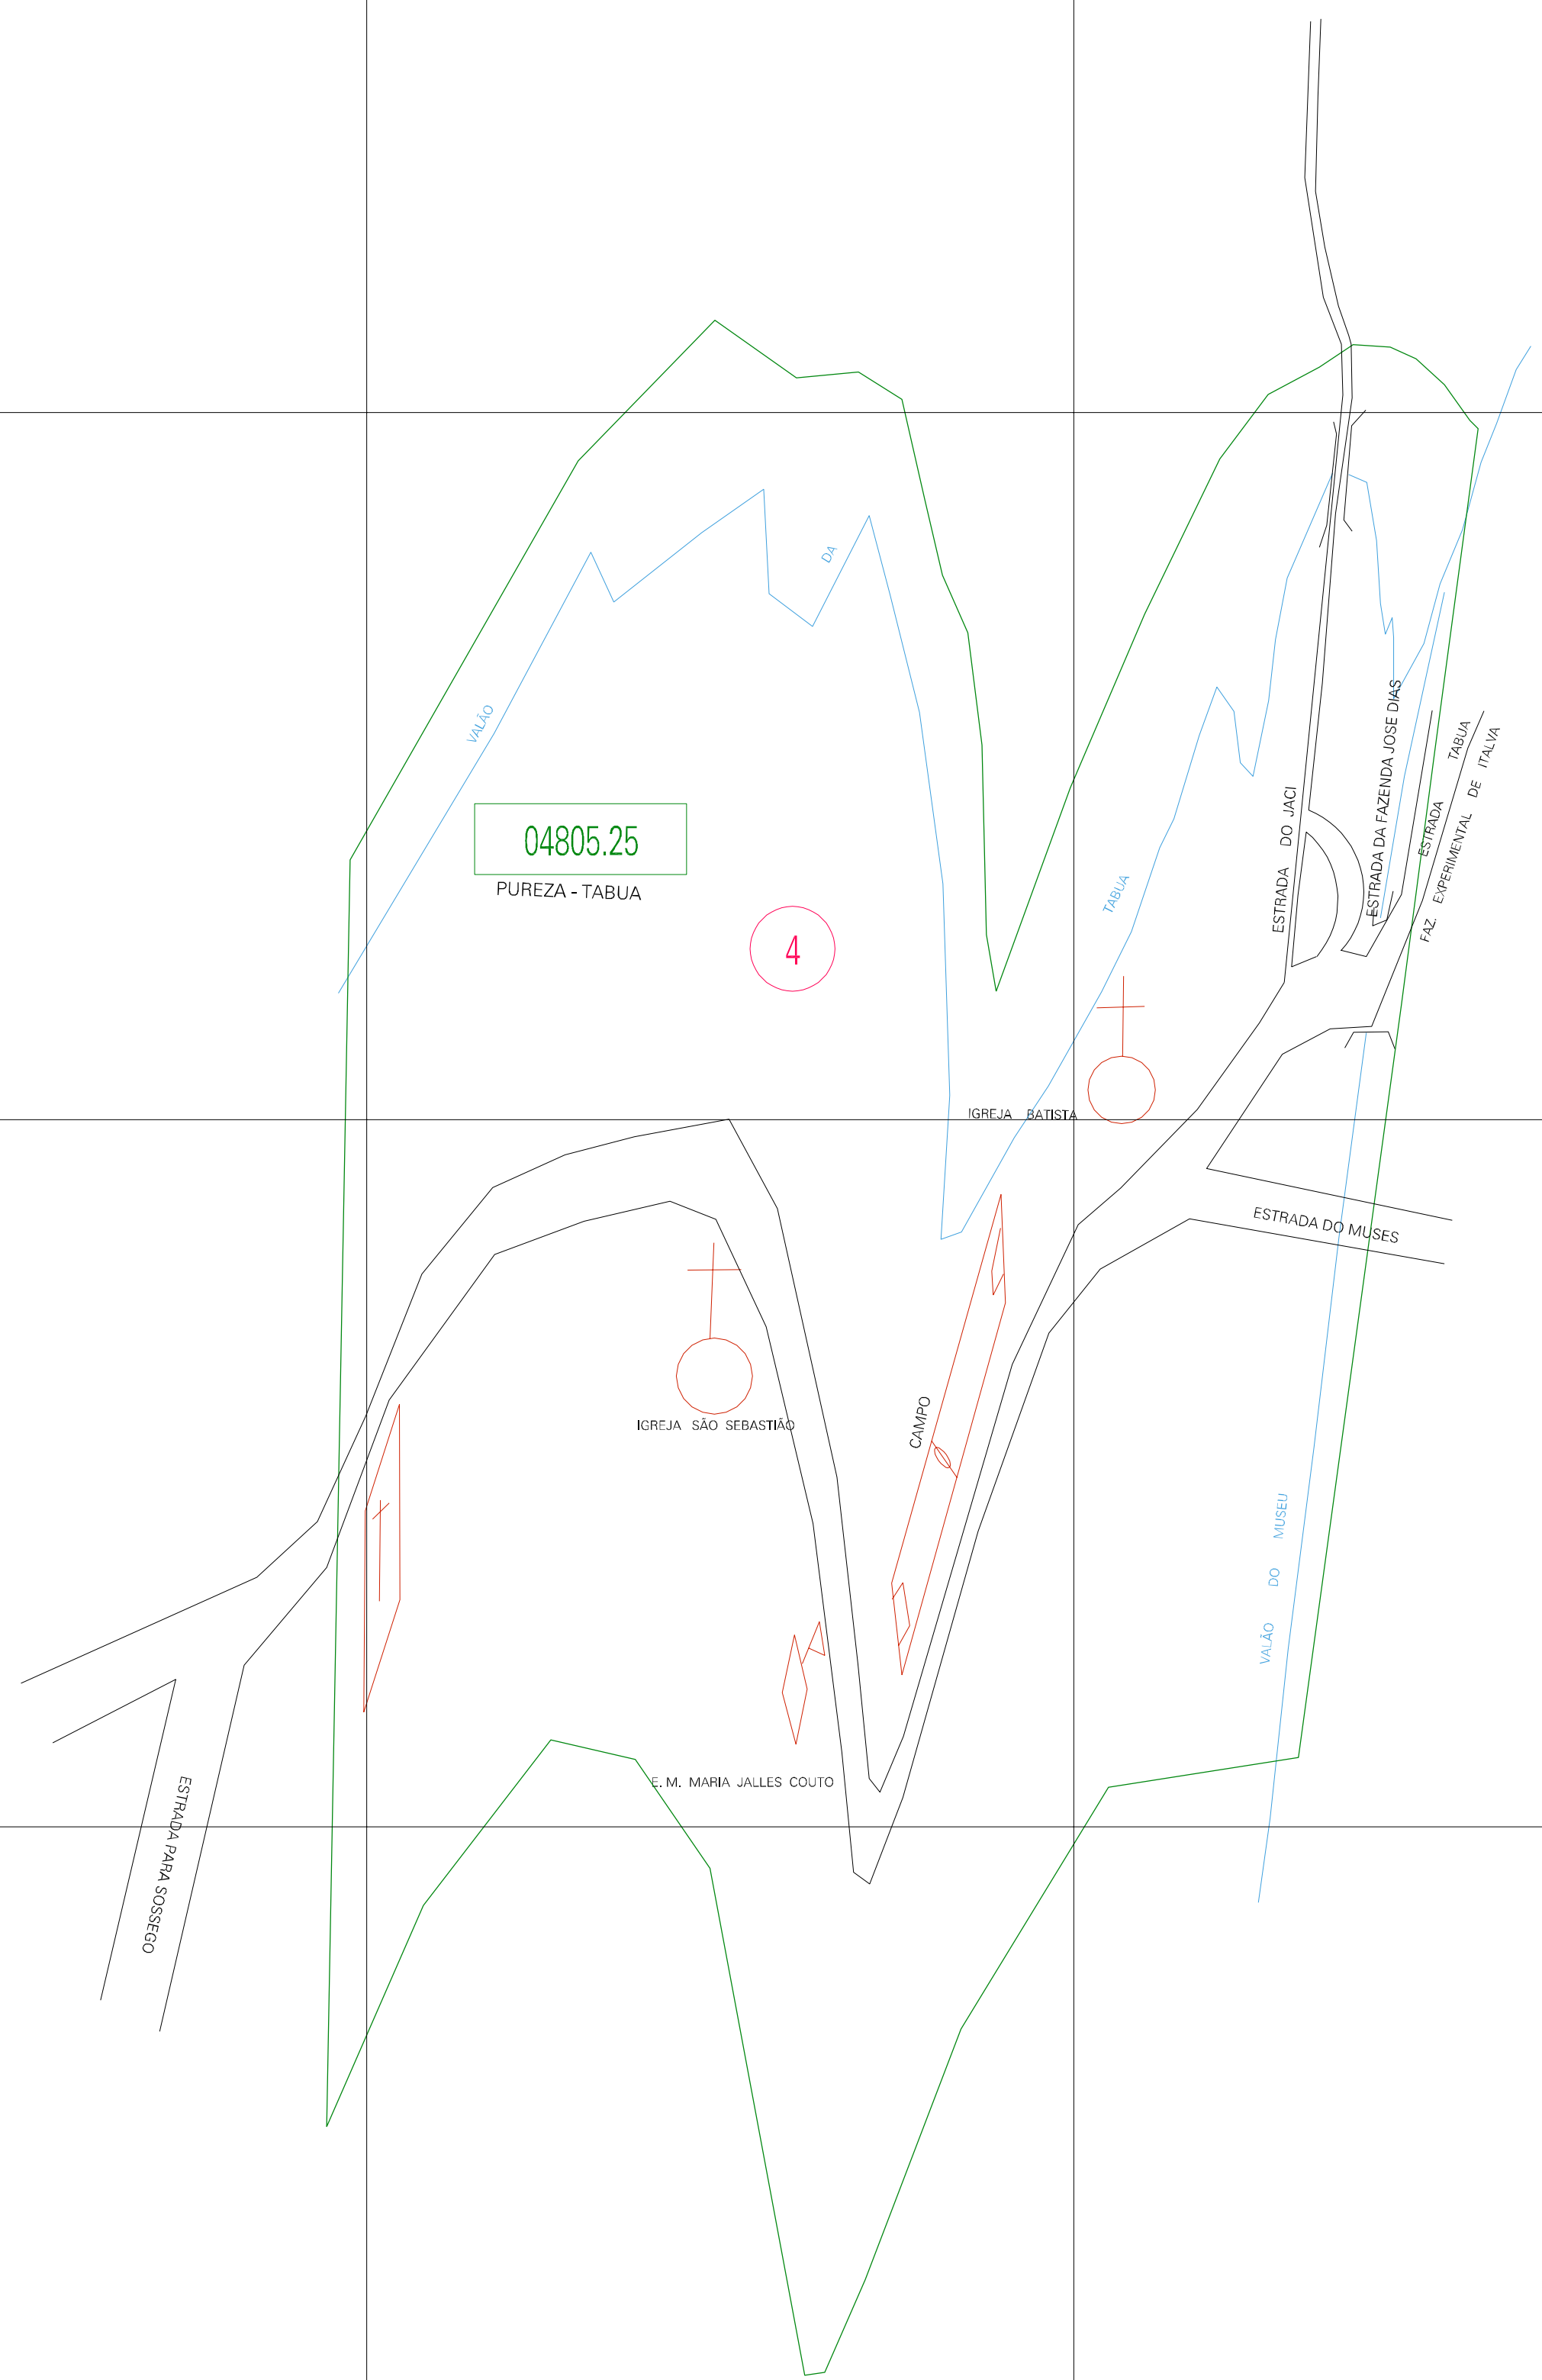 DA
VALÃO
04805.25
PUREZA - TABUA
4
TABUA
ESTRADA DO JACI
ESTRADA DA FAZENDA JOSE DIAS
ESTRADA TABUA
FAZ. EXPERIMENTAL DE ITALVA
IGREJA BATISTA
ESTRADA DO MUSES
IGREJA SÃO SEBASTIÃO
CAMPO
VALÃO DO MUSEU
E. M. MARIA JALLES COUTO
ESTRADA PARA SOSSEGO